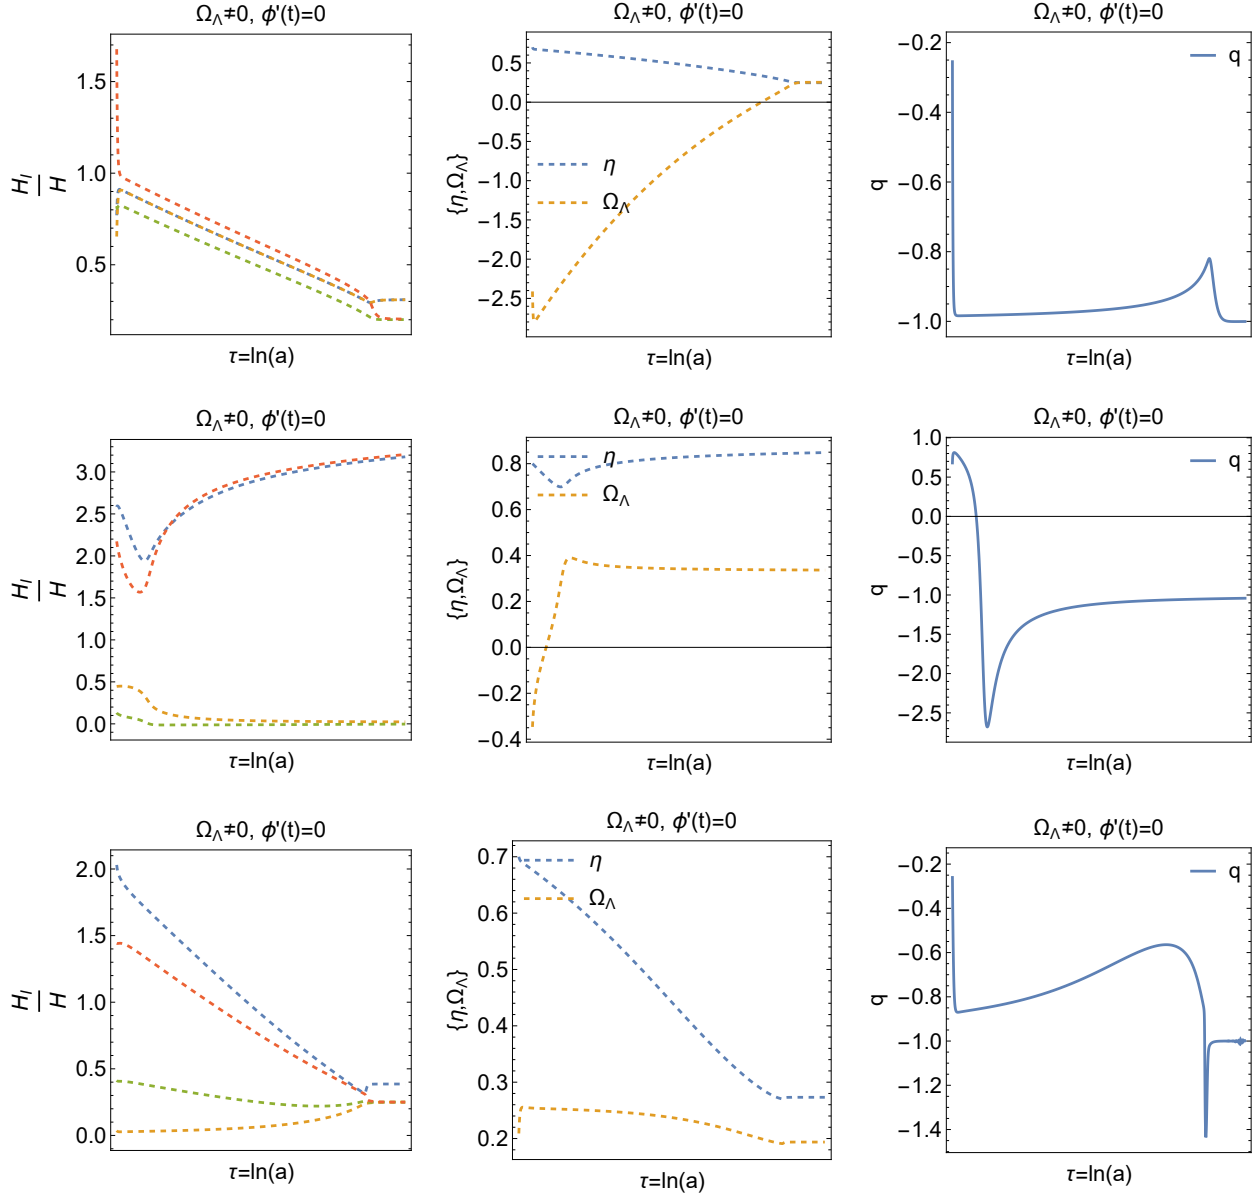 Ω_Λ≠0, ϕ'(t)=0
1.5
1.0
0.5
H_I
H
τ=ln(a)
Ω_Λ≠0, ϕ'(t)=0
0.5
0.0
−0.5
−1.0
−1.5
−2.0
−2.5
{η,Ω_Λ}
η
Ω_Λ
τ=ln(a)
Ω_Λ≠0, ϕ'(t)=0
−0.2
−0.4
−0.6
−0.8
−1.0
q
q
τ=ln(a)
Ω_Λ≠0, ϕ'(t)=0
3.0
2.5
2.0
1.5
1.0
0.5
0.0
H_I
H
τ=ln(a)
Ω_Λ≠0, ϕ'(t)=0
0.8
0.6
0.4
0.2
0.0
−0.2
−0.4
{η,Ω_Λ}
η
Ω_Λ
τ=ln(a)
Ω_Λ≠0, ϕ'(t)=0
1.0
0.5
0.0
−0.5
−1.0
−1.5
−2.0
−2.5
q
q
τ=ln(a)
Ω_Λ≠0, ϕ'(t)=0
2.0
1.5
1.0
0.5
0.0
H_I
H
τ=ln(a)
Ω_Λ≠0, ϕ'(t)=0
0.7
0.6
0.5
0.4
0.3
0.2
{η,Ω_Λ}
η
Ω_Λ
τ=ln(a)
Ω_Λ≠0, ϕ'(t)=0
−0.2
−0.4
−0.6
−0.8
−1.0
−1.2
−1.4
q
q
τ=ln(a)